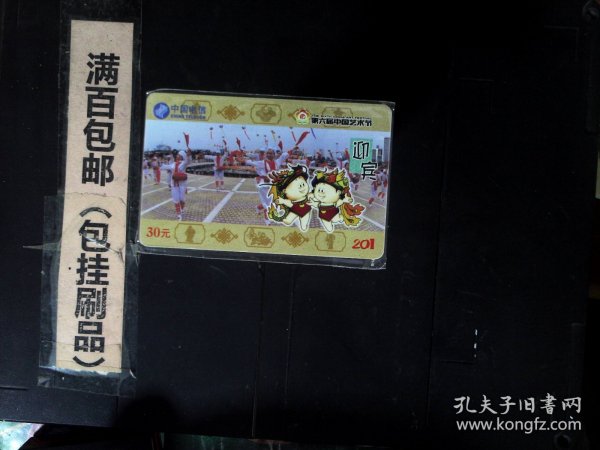 满百包邮《包挂刷品》
中国电信
CHINA TELECOM
第六届中国艺术节
迎宾
30元
201
孔夫子旧书网
www.kongfz.com